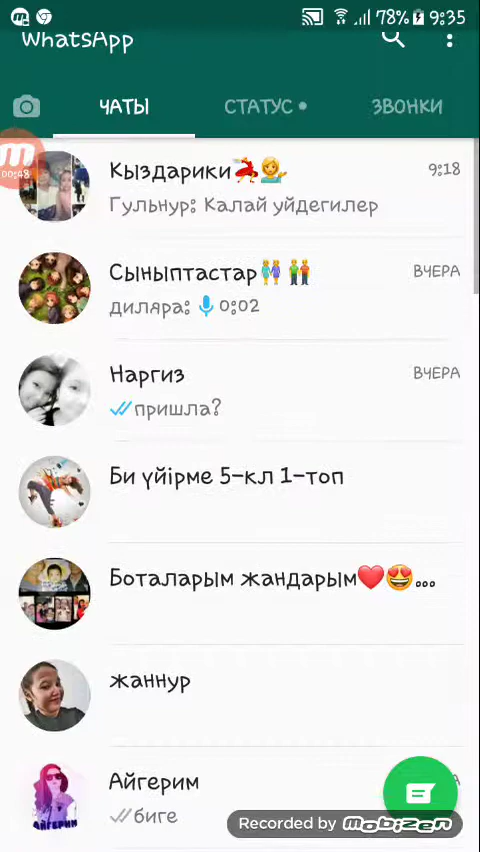 78% 9:35
WhatsApp
ЧАТЫ СТАТУС ЗВОНКИ
00:48
Кыздарики 9:18
Гульнур: Калай уйдегилер
Сыныптастар ВЧЕРА
диляра: 0:02
Наргиз ВЧЕРА
пришла?
Би үйірме 5-кл 1-топ
Боталарым жандарым❤️😍...
жаннур
Айгерим
биге
АЙГЕРИМ
Recorded by mobizen